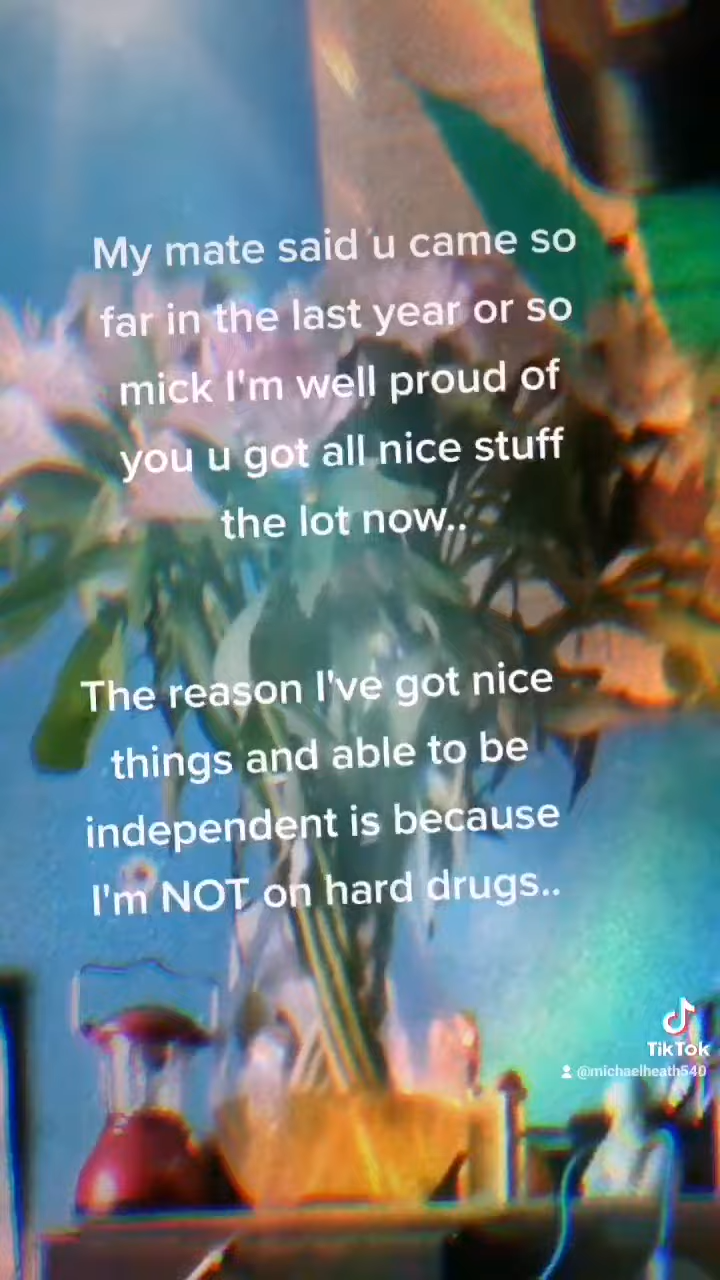 My mate said u came so
far in the last year or so
mick I'm well proud of
you u got all nice stuff
the lot now..
The reason I've got nice
things and able to be
independent is because
I'm NOT on hard drugs..
TikTok
@michaelheath540